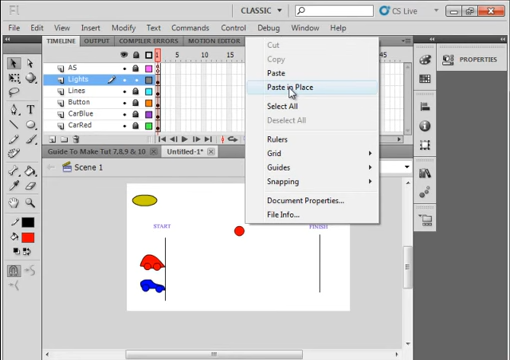 Fl
CLASSIC
CS Live
File Edit View Insert Modify Text Commands Control Debug Window Help
TIMELINE OUTPUT COMPILER ERRORS MOTION EDITOR
PROPERTIES
1 5 45
AS
Lights
Lines
Button
CarBlue
CarRed
Cut
Copy
Paste
Paste in Place
Select All
Deselect All
Rulers
Grid
Guides
Snapping
Document Properties...
File Info...
Guide To Make Tut 7,8,9 & 10
Untitled-1*
Scene 1
START
FINISH